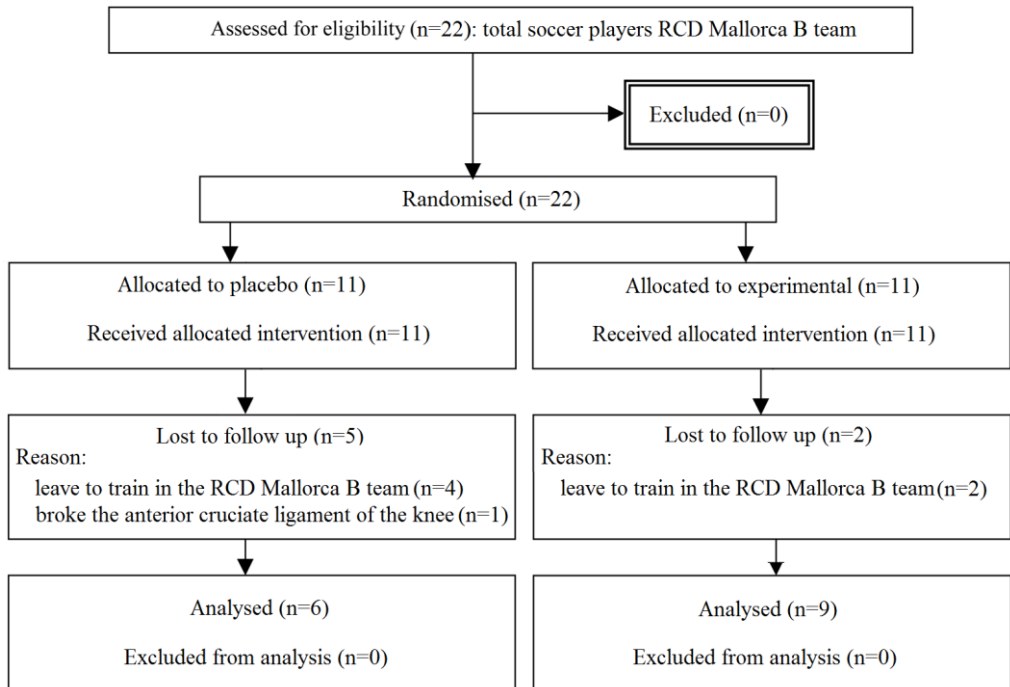 Assessed for eligibility (n=22): total soccer players RCD Mallorca B team
Excluded (n=0)
Randomised (n=22)
Allocated to placebo (n=11)
Received allocated intervention (n=11)
Allocated to experimental (n=11)
Received allocated intervention (n=11)
Lost to follow up (n=5)
Reason:
leave to train in the RCD Mallorca B team (n=4)
broke the anterior cruciate ligament of the knee (n=1)
Lost to follow up (n=2)
Reason:
leave to train in the RCD Mallorca B team (n=2)
Analysed (n=6)
Excluded from analysis (n=0)
Analysed (n=9)
Excluded from analysis (n=0)